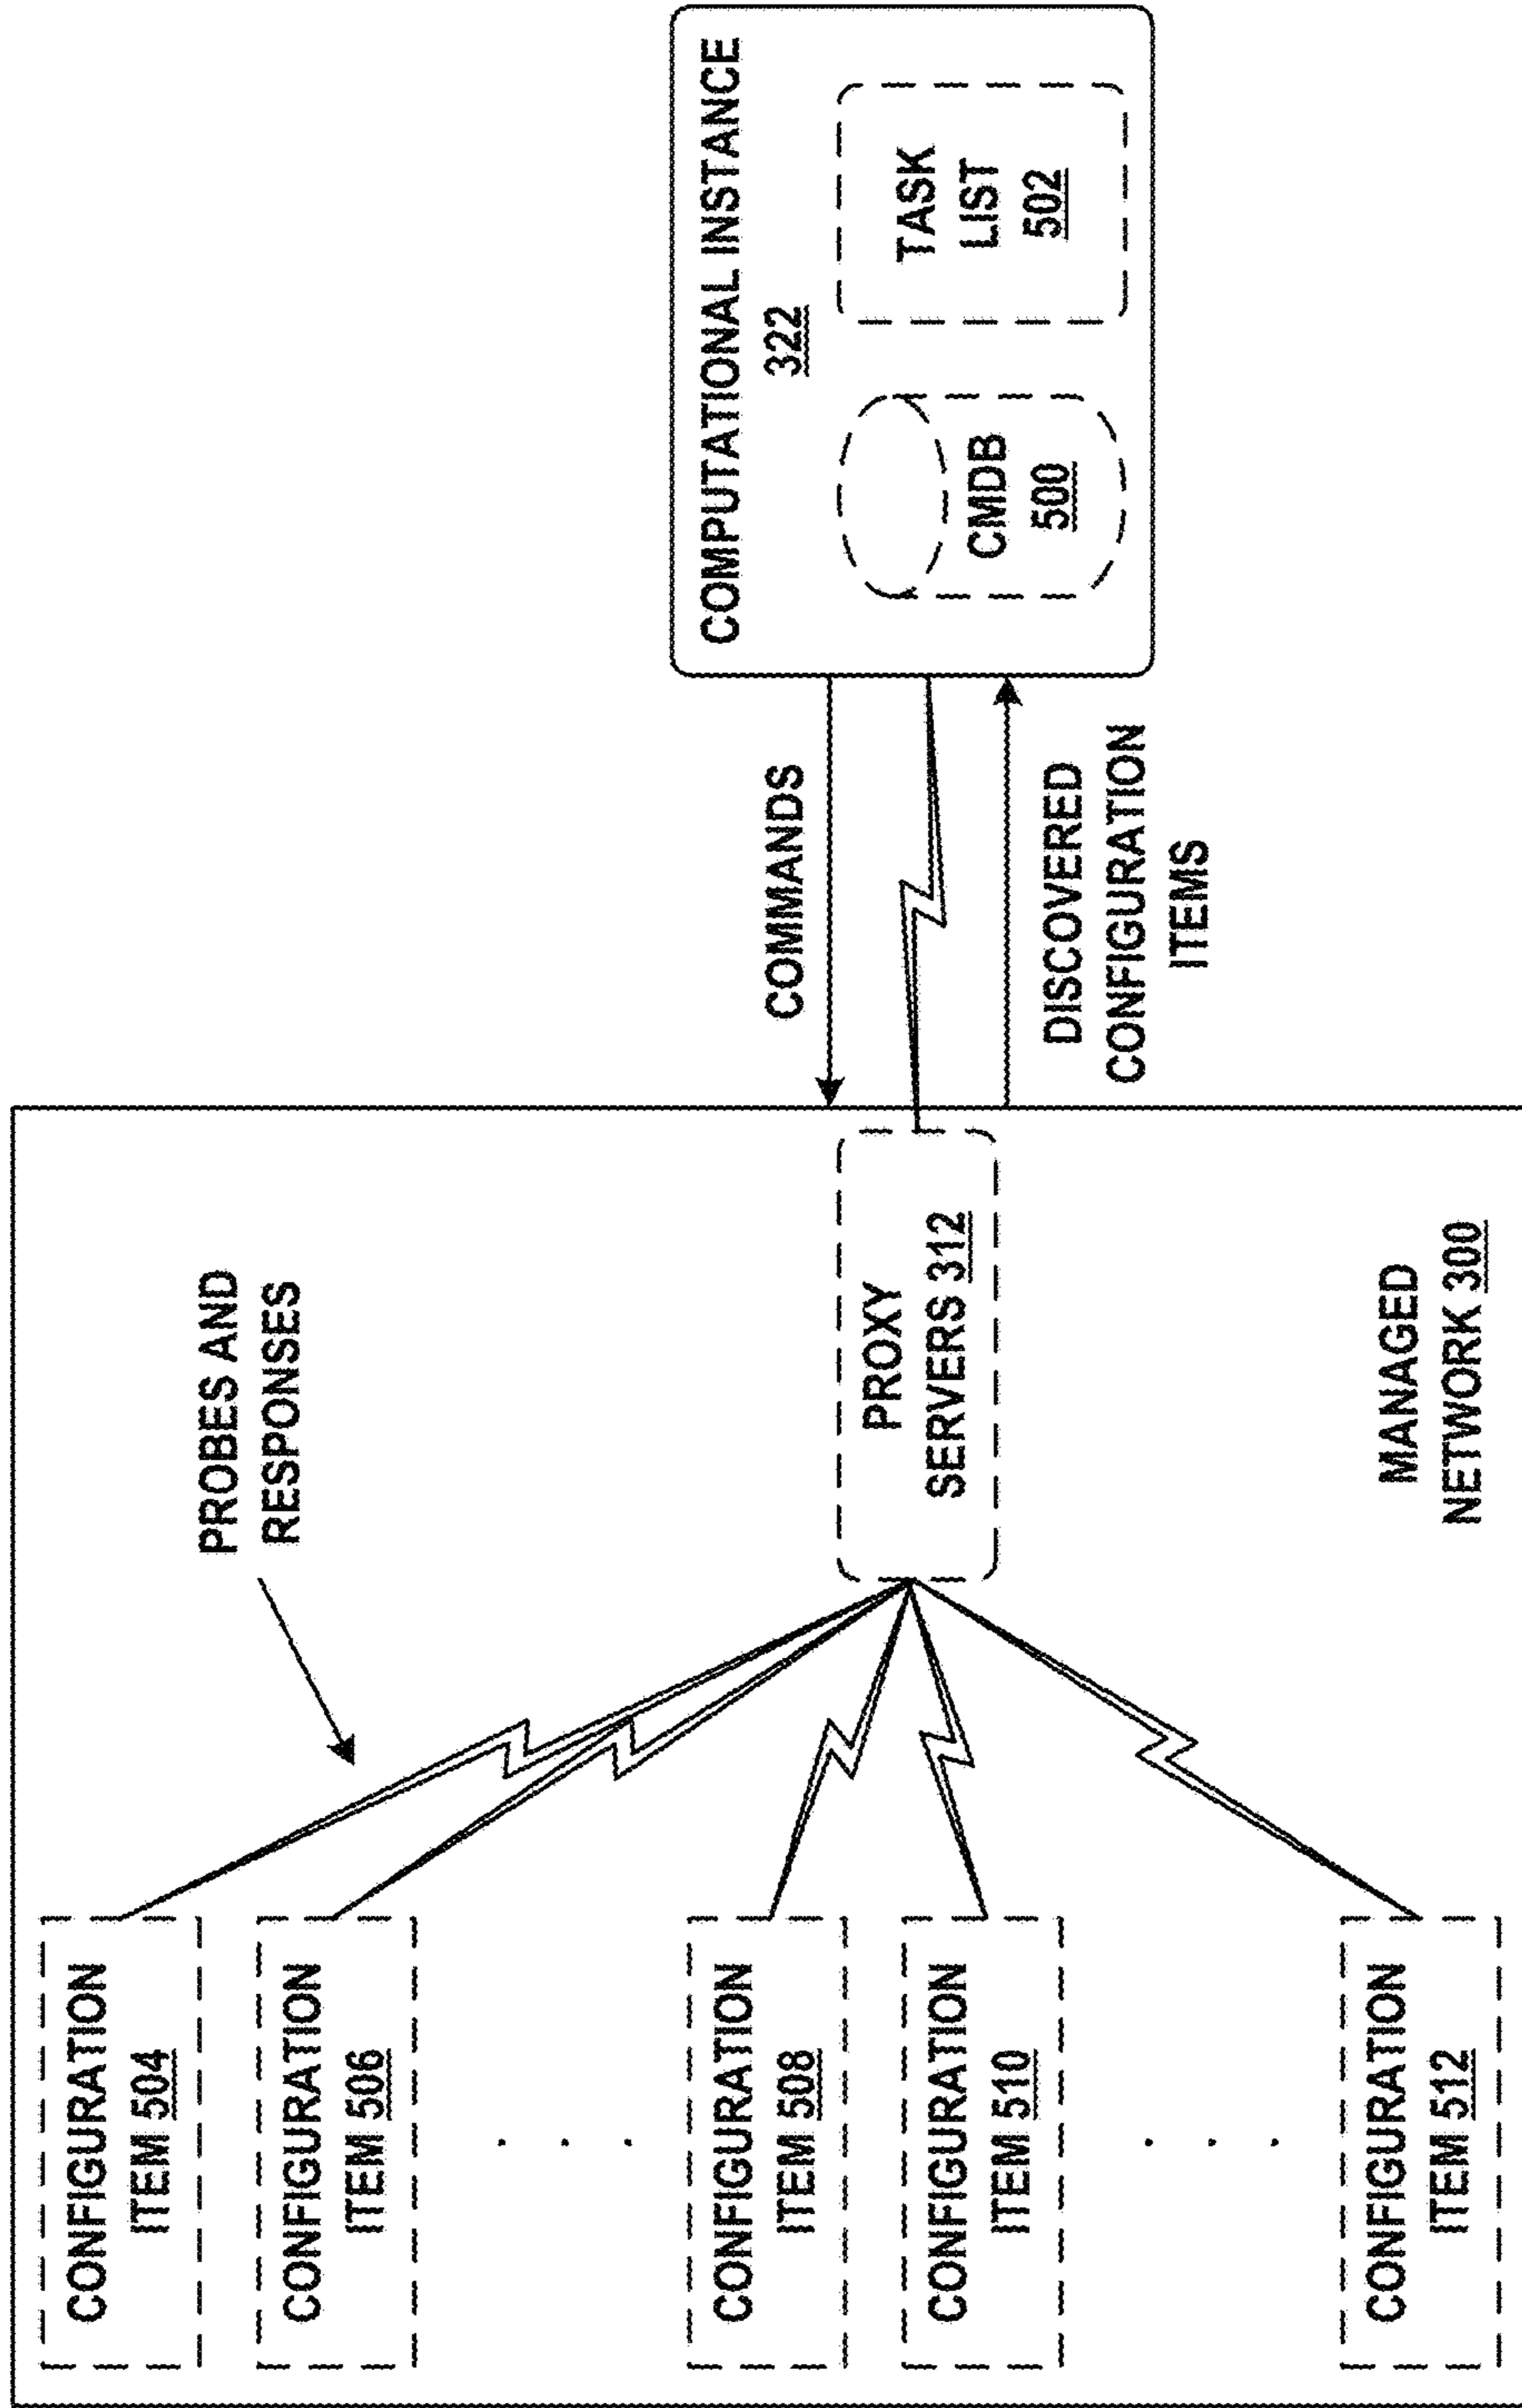 CONFIGURATION
ITEM 504
CONFIGURATION
ITEM 506
. . .
CONFIGURATION
ITEM 508
CONFIGURATION
ITEM 510
. . .
CONFIGURATION
ITEM 512
PROBES AND
RESPONSES
PROXY
SERVERS 312
MANAGED
NETWORK 300
COMMANDS
DISCOVERED
CONFIGURATION
ITEMS
COMPUTATIONAL INSTANCE
322
CMDB
500
TASK
LIST
502